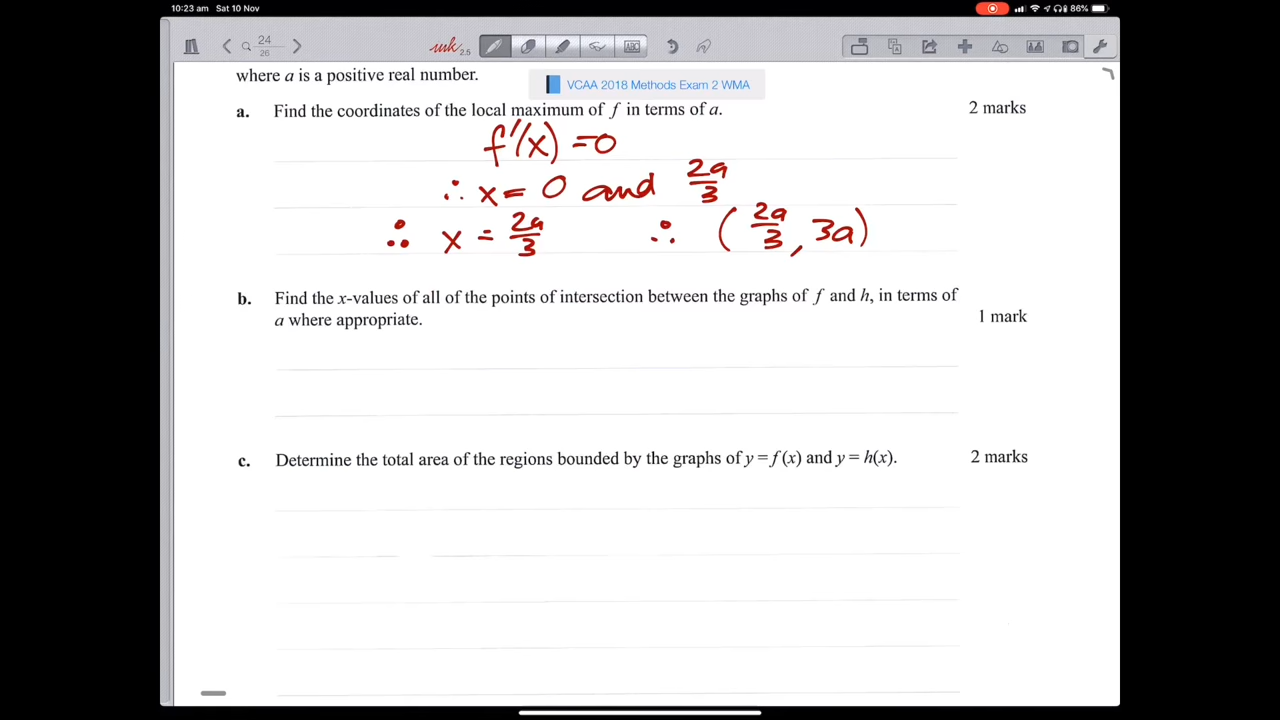 10:23 am Sat 10 Nov
86%
24
26
mk 2.5
ABC
where a is a positive real number.
VCAA 2018 Methods Exam 2 WMA
a. Find the coordinates of the local maximum of f in terms of a. 2 marks
f'(x) = 0
∴ x = 0 and 2a/3
∴ x = 2a/3 ∴ (2a/3, 3a)
b. Find the x-values of all of the points of intersection between the graphs of f and h, in terms of
a where appropriate. 1 mark
c. Determine the total area of the regions bounded by the graphs of y = f(x) and y = h(x). 2 marks